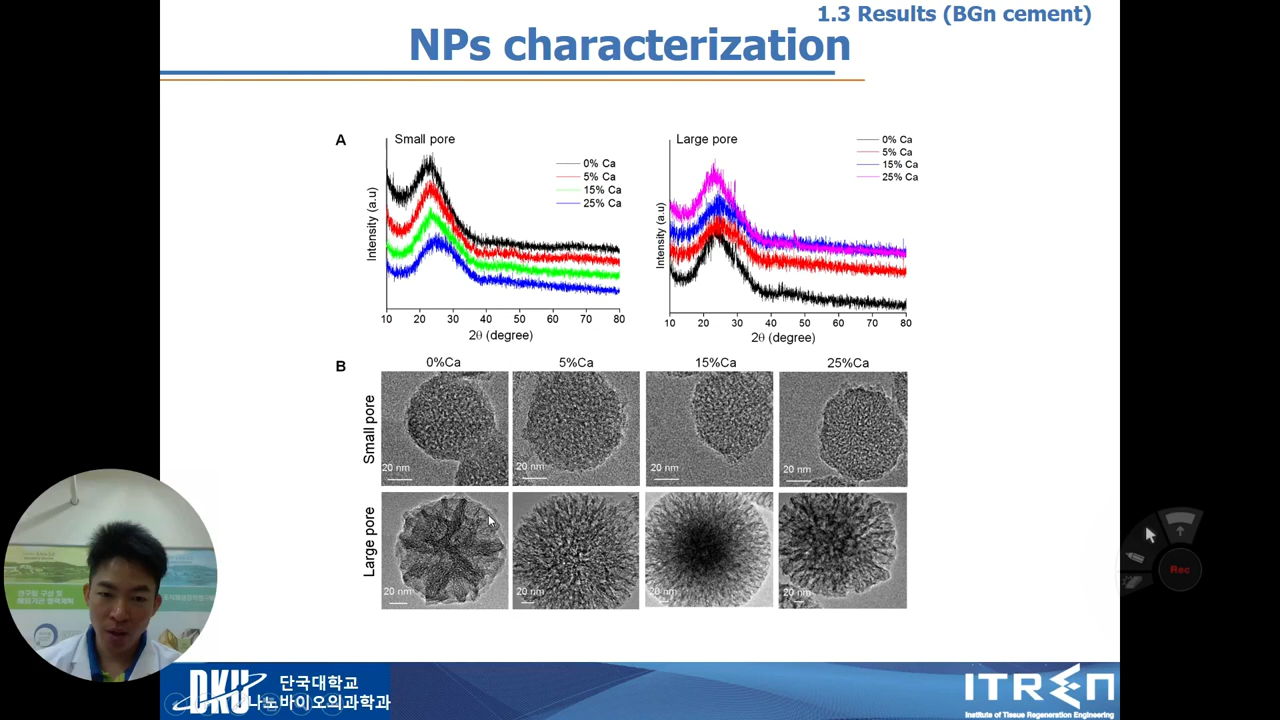 1.3 Results (BGn cement)
NPs characterization
A
Small pore
0% Ca
5% Ca
15% Ca
25% Ca
Intensity (a.u)
10 20 30 40 50 60 70 80
2θ (degree)
Large pore
0% Ca
5% Ca
15% Ca
25% Ca
Intensity (a.u)
10 20 30 40 50 60 70 80
2θ (degree)
B
0%Ca 5%Ca 15%Ca 25%Ca
Small pore
20 nm 20 nm 20 nm 20 nm
Large pore
20 nm 20 nm 20 nm 20 nm
Rec
DKU
단국대학교
나노바이오의과학과
ITREN
Institute of Tissue Regeneration Engineering